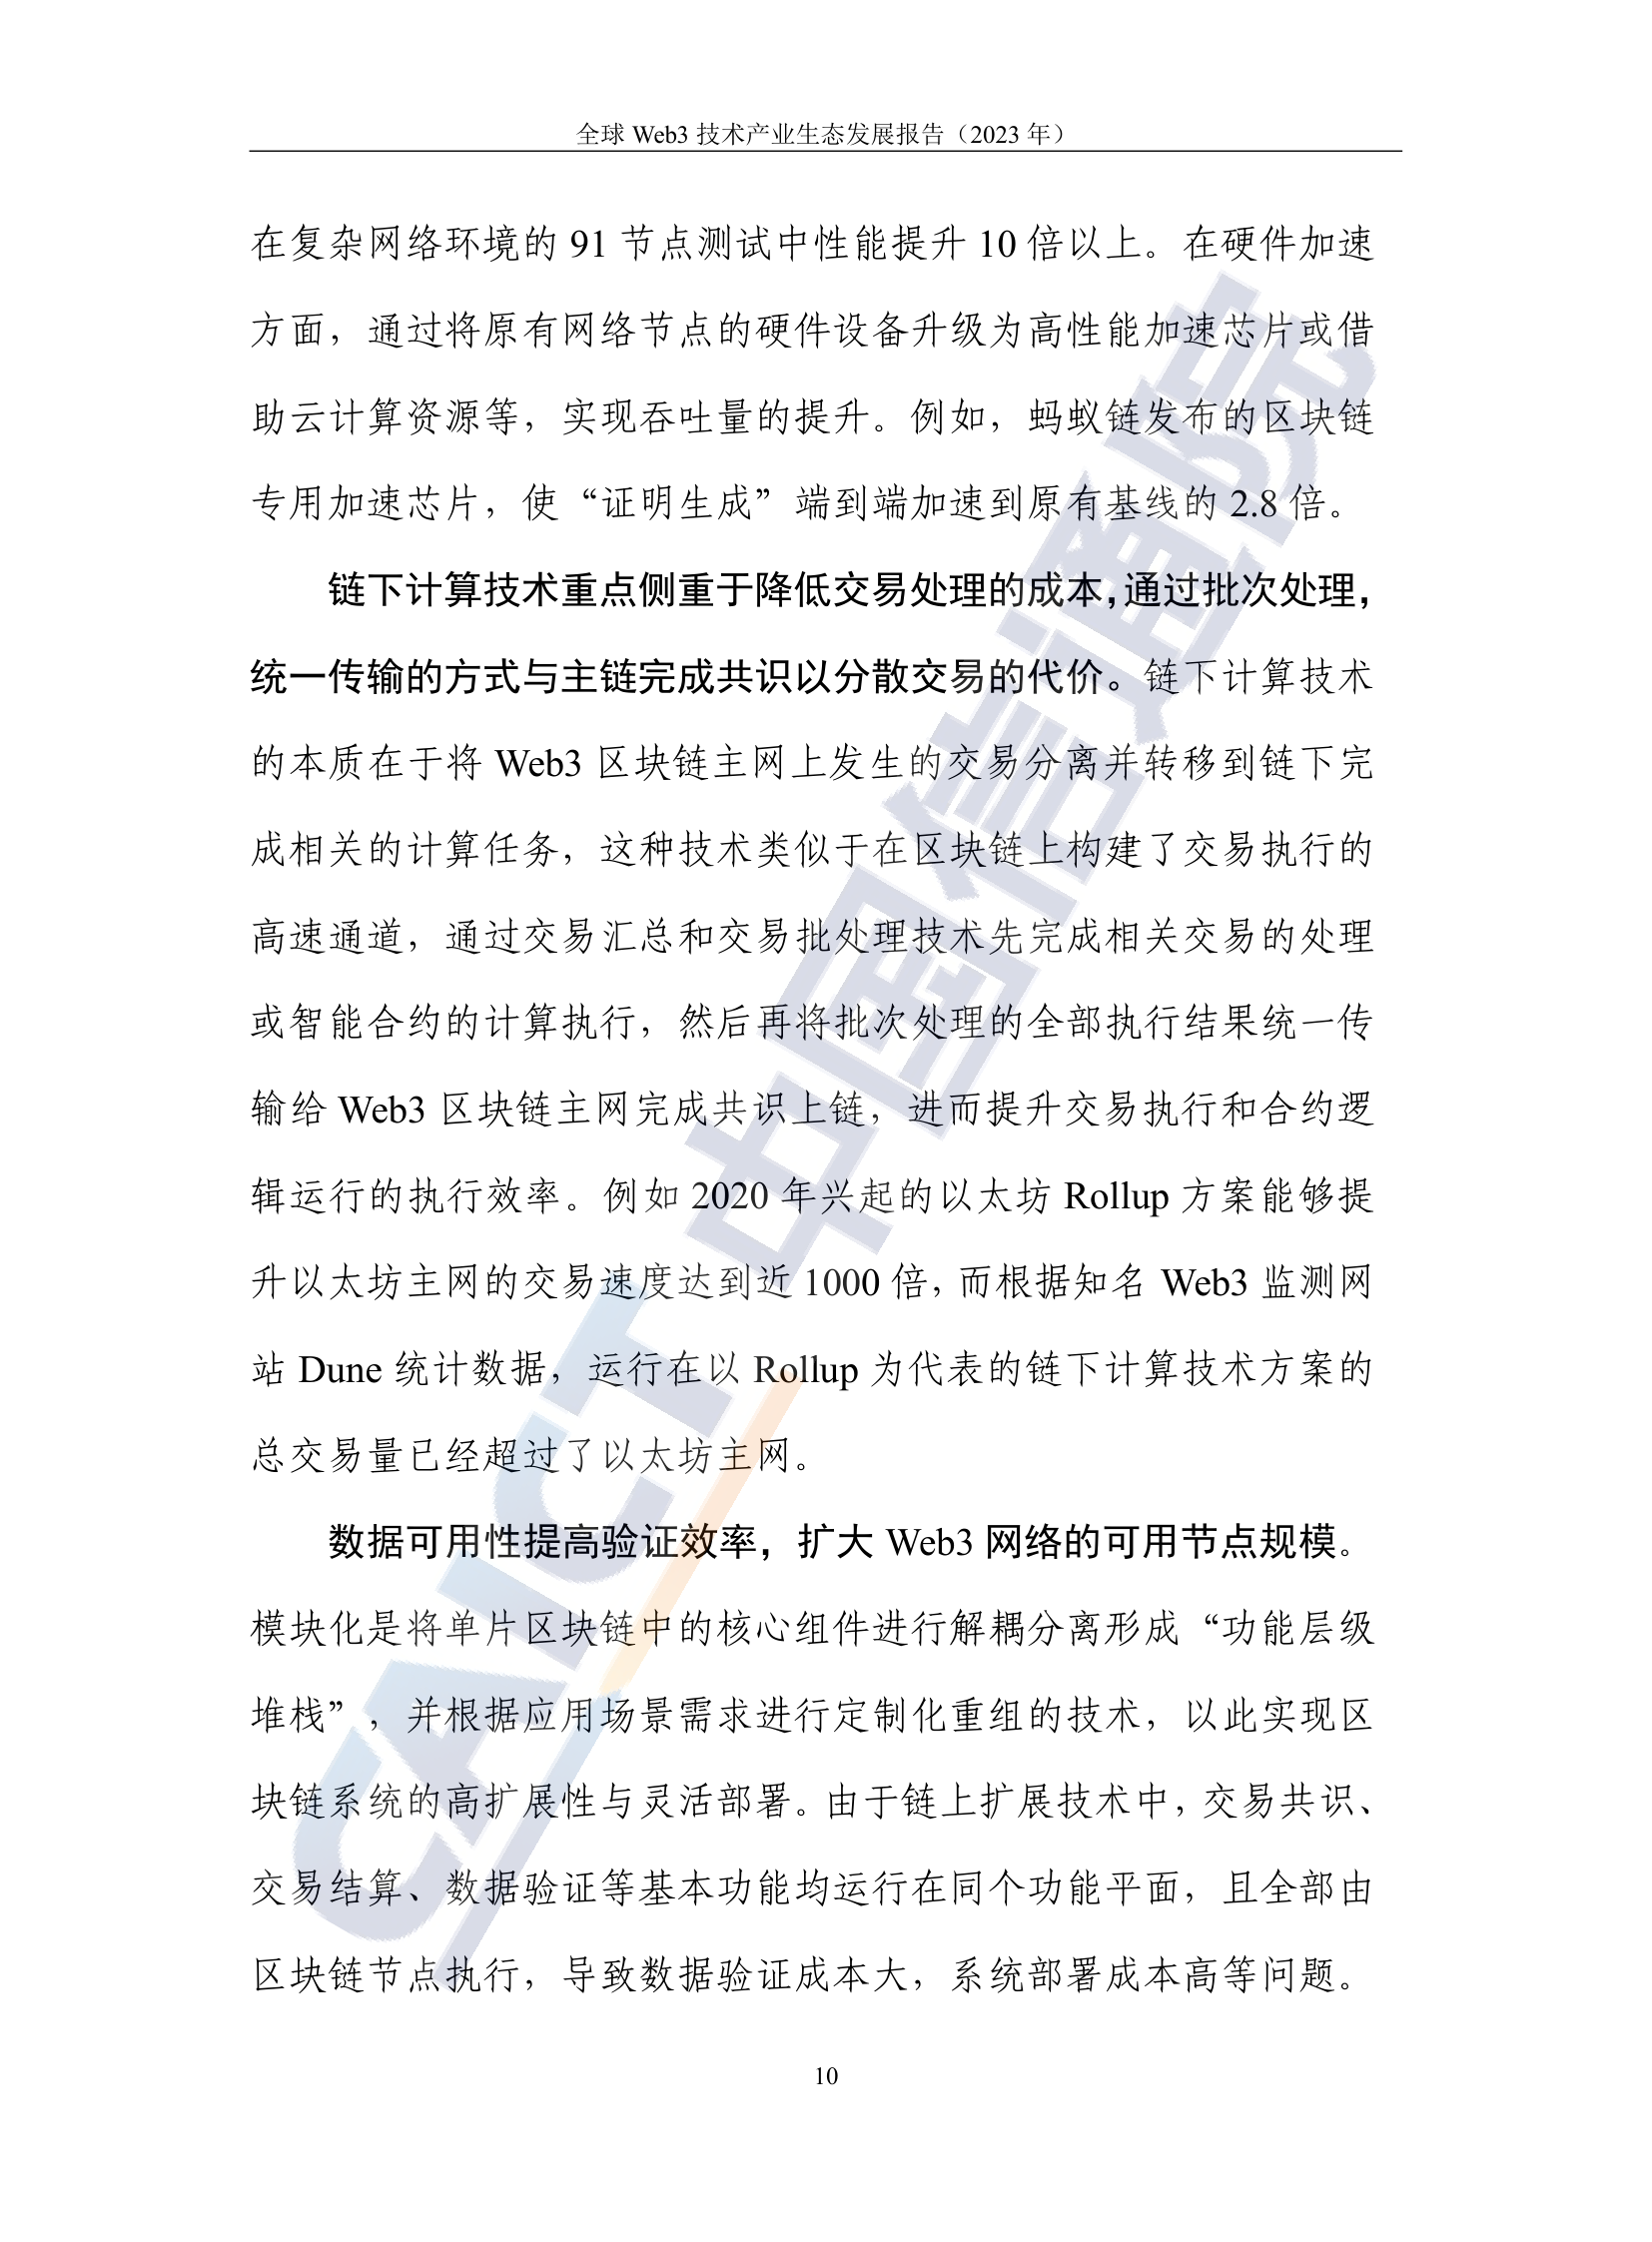 全球 Web3 技术产业生态发展报告（2023 年）
在复杂网络环境的 91 节点测试中性能提升 10 倍以上。在硬件加速
方面，通过将原有网络节点的硬件设备升级为高性能加速芯片或借
助云计算资源等，实现吞吐量的提升。例如，蚂蚁链发布的区块链
专用加速芯片，使“证明生成”端到端加速到原有基线的 2.8 倍。
链下计算技术重点侧重于降低交易处理的成本，通过批次处理，
统一传输的方式与主链完成共识以分散交易的代价。链下计算技术
的本质在于将 Web3 区块链主网上发生的交易分离并转移到链下完
成相关的计算任务，这种技术类似于在区块链上构建了交易执行的
高速通道，通过交易汇总和交易批处理技术先完成相关交易的处理
或智能合约的计算执行，然后再将批次处理的全部执行结果统一传
输给 Web3 区块链主网完成共识上链，进而提升交易执行和合约逻
辑运行的执行效率。例如 2020 年兴起的以太坊 Rollup 方案能够提
升以太坊主网的交易速度达到近 1000 倍，而根据知名 Web3 监测网
站 Dune 统计数据，运行在以 Rollup 为代表的链下计算技术方案的
总交易量已经超过了以太坊主网。
数据可用性提高验证效率，扩大 Web3 网络的可用节点规模。
模块化是将单片区块链中的核心组件进行解耦分离形成“功能层级
堆栈”，并根据应用场景需求进行定制化重组的技术，以此实现区
块链系统的高扩展性与灵活部署。由于链上扩展技术中，交易共识、
交易结算、数据验证等基本功能均运行在同个功能平面，且全部由
区块链节点执行，导致数据验证成本大，系统部署成本高等问题。
10
CAICT 中国信通院